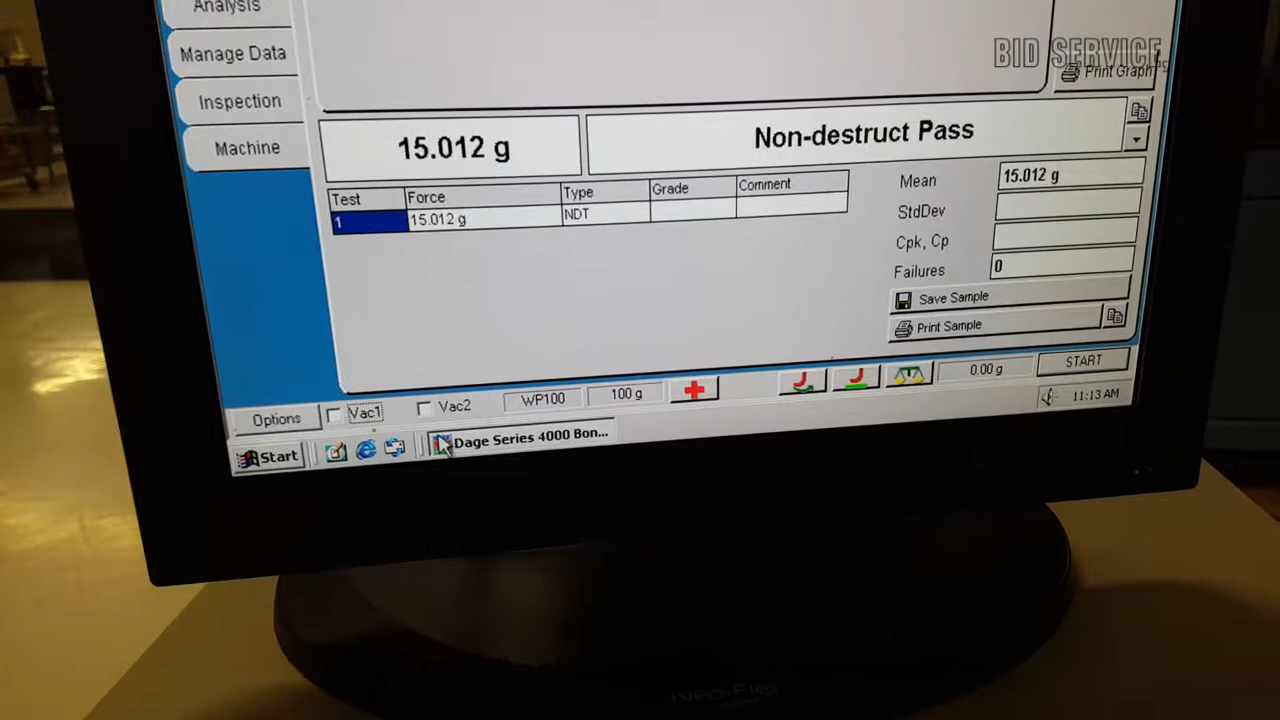 Analysis
BID SERVICE
Manage Data
Print Graph
Inspection
Machine
15.012 g
Non-destruct Pass
Mean 15.012 g
Test Force Type Grade Comment
1 15.012 g NDT
StdDev
Cpk, Cp
Failures 0
Save Sample
Print Sample
Options Vac1 Vac2 WP100 100 g 0.00 g START
Start Dage Series 4000 Bon... 11:13 AM
Neo-Flex